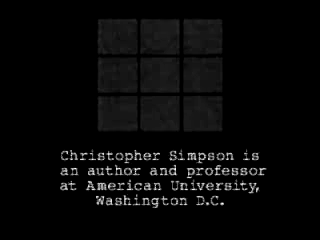 Christopher Simpson is
an author and professor
at American University,
Washington D.C.